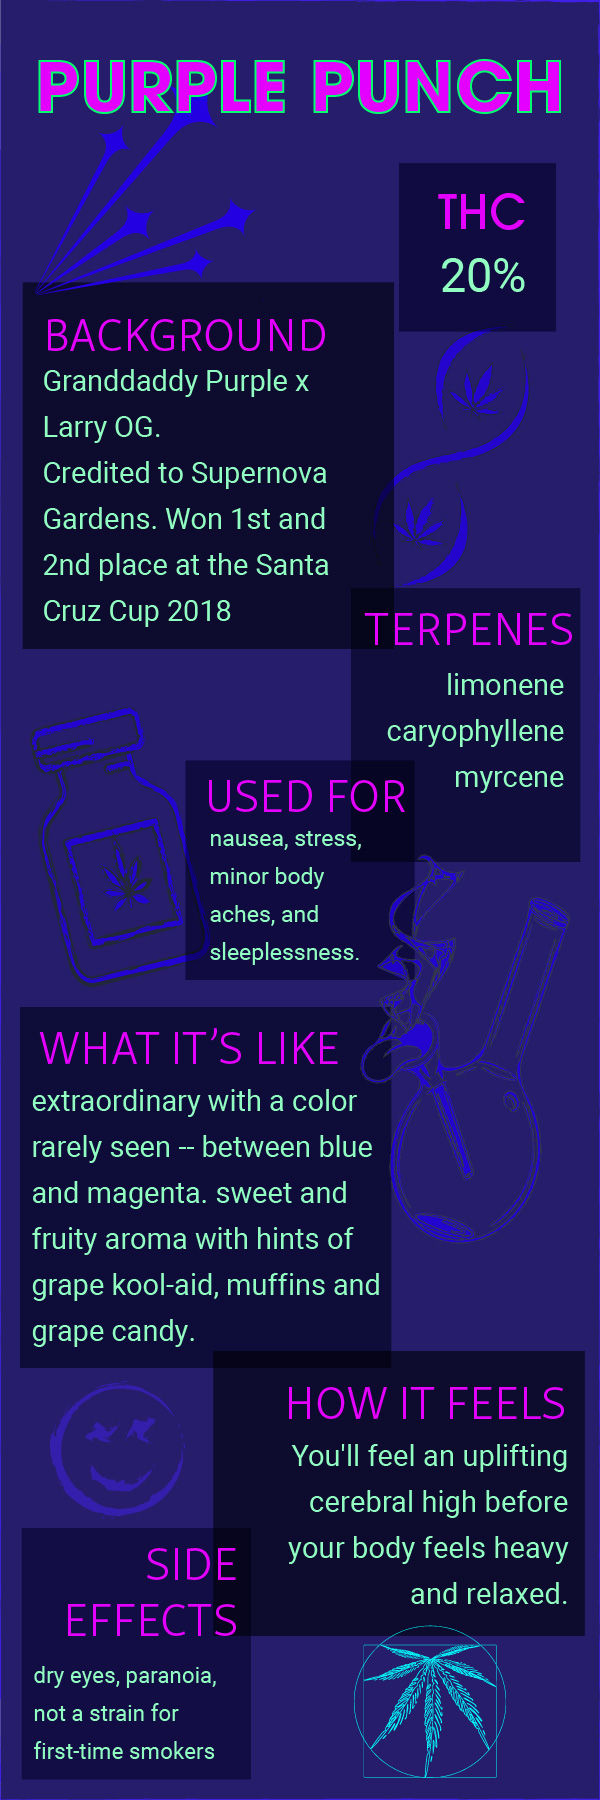 PURPLE PUNCH
THC
20%
BACKGROUND
Granddaddy Purple x
Larry OG.
Credited to Supernova
Gardens. Won 1st and
2nd place at the Santa
Cruz Cup 2018
TERPENES
limonene
caryophyllene
myrcene
USED FOR
nausea, stress,
minor body
aches, and
sleeplessness.
WHAT IT'S LIKE
extraordinary with a color
rarely seen -- between blue
and magenta. sweet and
fruity aroma with hints of
grape kool-aid, muffins and
grape candy.
HOW IT FEELS
You'll feel an uplifting
cerebral high before
your body feels heavy
and relaxed.
SIDE
EFFECTS
dry eyes, paranoia,
not a strain for
first-time smokers